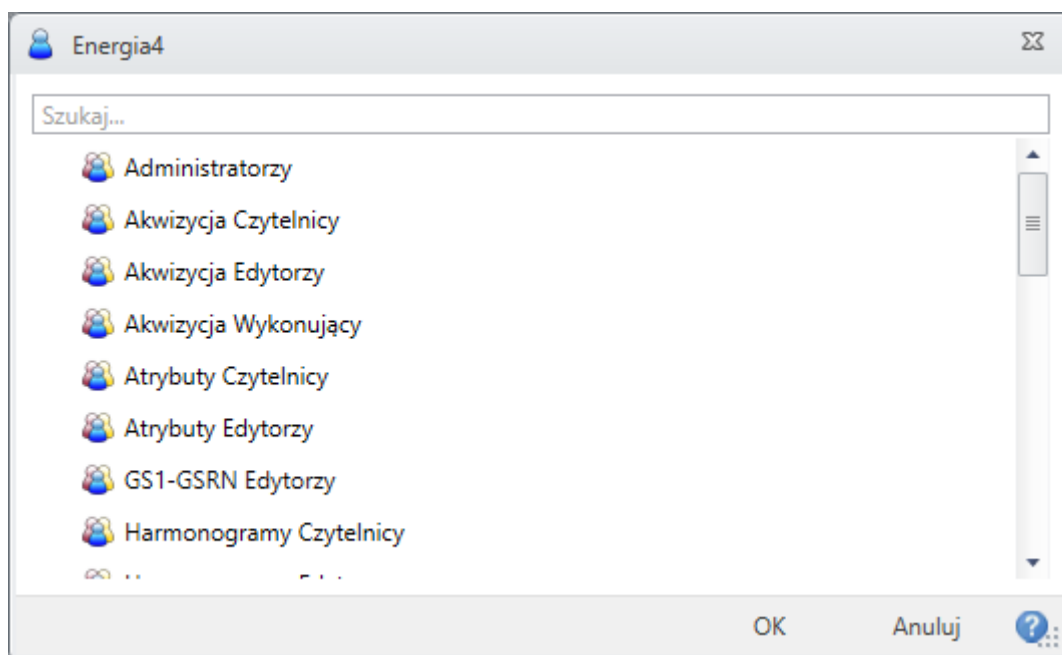 Energia4
Szukaj...
Administratorzy
Akwizycja Czytelnicy
Akwizycja Edytorzy
Akwizycja Wykonujący
Atrybuty Czytelnicy
Atrybuty Edytorzy
GS1-GSRN Edytorzy
Harmonogramy Czytelnicy
OK Anuluj